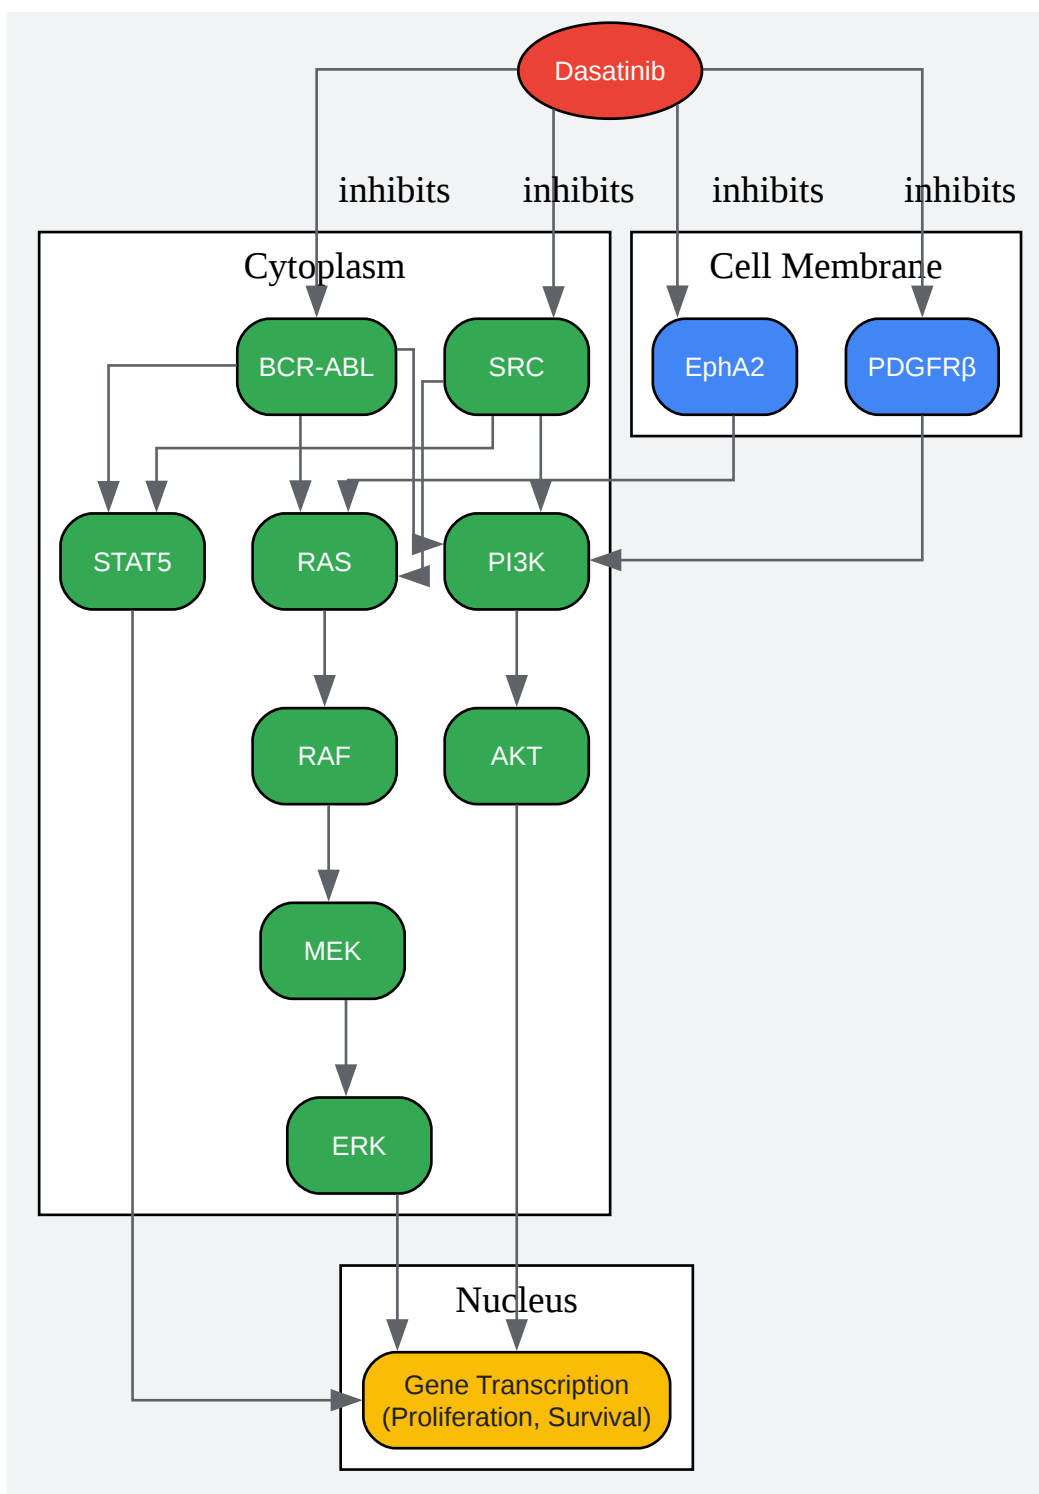 Dasatinib
inhibits
inhibits
inhibits
inhibits
Cytoplasm
Cell Membrane
BCR-ABL
SRC
EphA2
PDGFRβ
STAT5
RAS
PI3K
RAF
AKT
MEK
ERK
Nucleus
Gene Transcription
(Proliferation, Survival)